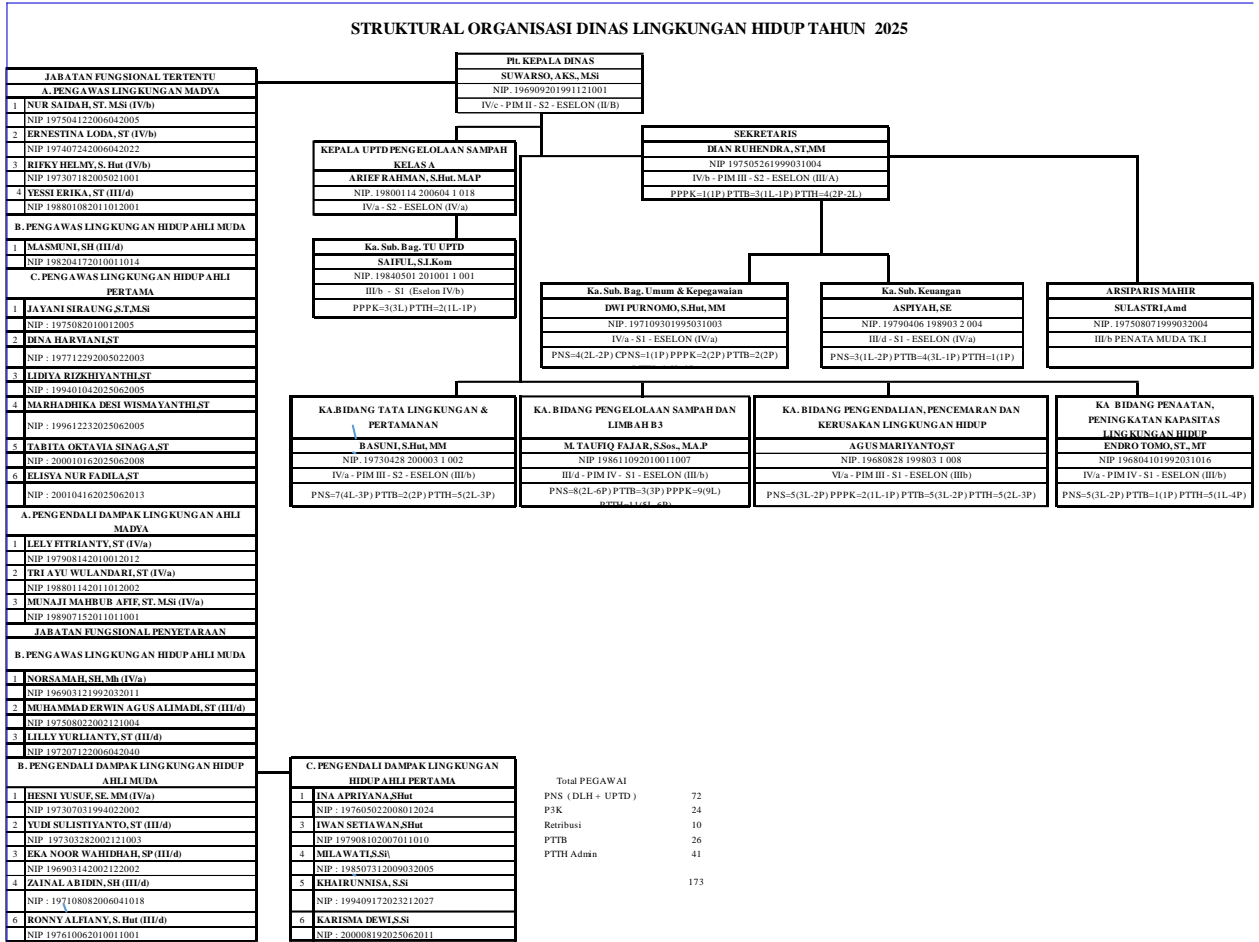 STRUKTURAL ORGANISASI DINAS LINGKUNGAN HIDUP TAHUN 2025
Plt. KEPALA DINAS
SUWARSO, AKS., M.Si
NIP. 196909201991121001
IV/c - PIM II - S2 - ESELON (II/B)
JABATAN FUNGSIONAL TERTENTU
A. PENGAWAS LINGKUNGAN MADYA
1 NUR SAIDAH, ST. M.Si (IV/b)
NIP 197504122006042005
2 ERNESTINA LODA, ST (IV/b)
NIP 197407242006042022
3 RIFKY HELMY, S. Hut (IV/b)
NIP 197307182005021001
4 YESSI ERIKA, ST (III/d)
NIP 198801082011012001
B. PENGAWAS LINGKUNGAN HIDUP AHLI MUDA
1 MASMUNI, SH (III/d)
NIP 198204172010011014
C. PENGAWAS LINGKUNGAN HIDUP AHLI
PERTAMA
1 JAYANI SIRAUNG, S.T,M.Si
NIP : 1975082010012005
2 DINA HARVIANI,ST
NIP : 197712292005022003
3 LIDIYA RIZKHIYANTHI,ST
NIP : 199401042025062005
4 MARHADHIKA DESI WISMAYANTHI,ST
NIP : 199612232025062005
5 TABITA OKTAVIA SINAGA,ST
NIP : 200010162025062008
6 ELISYA NUR FADILA,ST
NIP : 200104162025062013
A. PENGENDALI DAMPAK LINGKUNGAN AHLI
MADYA
1 LELY FITRIANTY, ST (IV/a)
NIP 197908142010012012
2 TRI AYU WULANDARI, ST (IV/a)
NIP 198801142011012002
3 MUNAJI MAHBUB AFIF, ST. M.Si (IV/a)
NIP 198907152011011001
JABATAN FUNGSIONAL PENYETARAAN
B. PENGAWAS LINGKUNGAN HIDUP AHLI MUDA
1 NORSAMAH, SH, Mh (IV/a)
NIP 196903121992032011
2 MUHAMMAD ERWIN AGUS ALIMADI, ST (III/d)
NIP 197508022002121004
3 LILLY YURLIANTY, ST (III/d)
NIP 197207122006042040
B. PENGENDALI DAMPAK LINGKUNGAN HIDUP
AHLI MUDA
1 HESNI YUSUF, SE. MM (IV/a)
NIP 197307031994022002
2 YUDI SULISTIYANTO, ST (III/d)
NIP 197303282002121003
3 EKA NOOR WAHIDHAH, SP (III/d)
NIP 196903142002122002
4 ZAINAL ABIDIN, SH (III/d)
NIP : 197108082006041018
6 RONNY ALFIANY, S. Hut (III/d)
NIP 197610062010011001
KEPALA UPTD PENGELOLAAN SAMPAH
KELAS A
ARIEF RAHMAN, S.Hut. M.AP
NIP. 19800114 200604 1 018
IV/a - S2 - ESELON (IV/a)
Ka. Sub. Bag. TU UPTD
SAIFUL, S.I.Kom
NIP. 19840501 201001 1 001
III/b - S1 (Eselon IV/b)
PPPK=3(3L) PTTH=2(1L-1P)
SEKRETARIS
DIAN RUHENDRA, ST,MM
NIP 197505261999031004
IV/b - PIM III - S2 - ESELON (III/A)
PPPK=1(1P) PTTB=3(1L-1P) PTTH=4(2P-2L)
Ka. Sub. Bag. Umum & Kepegawaian
DWI PURNOMO, S.Hut, MM
NIP. 197109301995031003
IV/a - S1 - ESELON (IV/a)
PNS=4(2L-2P) CPNS=1(1P) PPPK=2(2P) PTTB=2(2P)
Ka. Sub. Keuangan
ASPIYAH, SE
NIP. 19790406 198903 2 004
III/d - S1 - ESELON (IV/a)
PNS=3(1L-2P) PTTB=4(3L-1P) PTTH=1(1P)
ARSIPARIS MAHIR
SULASTRI,Amd
NIP. 197508071999032004
III/b PENATA MUDA TK.I
KA.BIDANG TATA LINGKUNGAN &
PERTAMANAN
BASUNI, S.Hut, MM
NIP. 19730428 200003 1 002
IV/a - PIM III - S2 - ESELON (III/b)
PNS=7(4L-3P) PTTB=2(2P) PTTH=5(2L-3P)
KA. BIDANG PENGELOLAAN SAMPAH DAN
LIMBAH B3
M. TAUFIQ FAJAR, S.Sos., M.A.P
NIP 198611092010011007
III/d - PIM IV - S1 - ESELON (III/b)
PNS=8(2L-6P) PTTB=3(3P) PPPK=9(9L)
PTTH=11(5L-6P)
KA. BIDANG PENGENDALIAN, PENCEMARAN DAN
KERUSAKAN LINGKUNGAN HIDUP
AGUS MARIYANTO,ST
NIP. 19680828 199803 1 008
VI/a - PIM III - S1 - ESELON (IIIb)
PNS=5(3L-2P) PPPK=2(1L-1P) PTTB=5(3L-2P) PTTH=5(2L-3P)
KA BIDANG PENAATAN,
PENINGKATAN KAPASITAS
LINGKUNGAN HIDUP
ENDRO TOMO, ST., MT
NIP 196804101992031016
IV/a - PIM IV - S1 - ESELON (III/b)
PNS=5(3L-2P) PTTB=1(1P) PTTH=5(1L-4P)
C. PENGENDALI DAMPAK LINGKUNGAN
HIDUP AHLI PERTAMA
1 INA APRIYANA,SHut
NIP : 197605022008012024
3 IWAN SETIAWAN,SHut
NIP 197908102007011010
4 MILAWATI,S.Si\
NIP : 198507312009032005
5 KHAIRUNNISA, S.Si
NIP : 199409172023212027
6 KARISMA DEWI,S.Si
NIP : 200008192025062011
Total PEGAWAI
PNS ( DLH + UPTD ) 72
P3K 24
Retribusi 10
PTTB 26
PTTH Admin 41
173